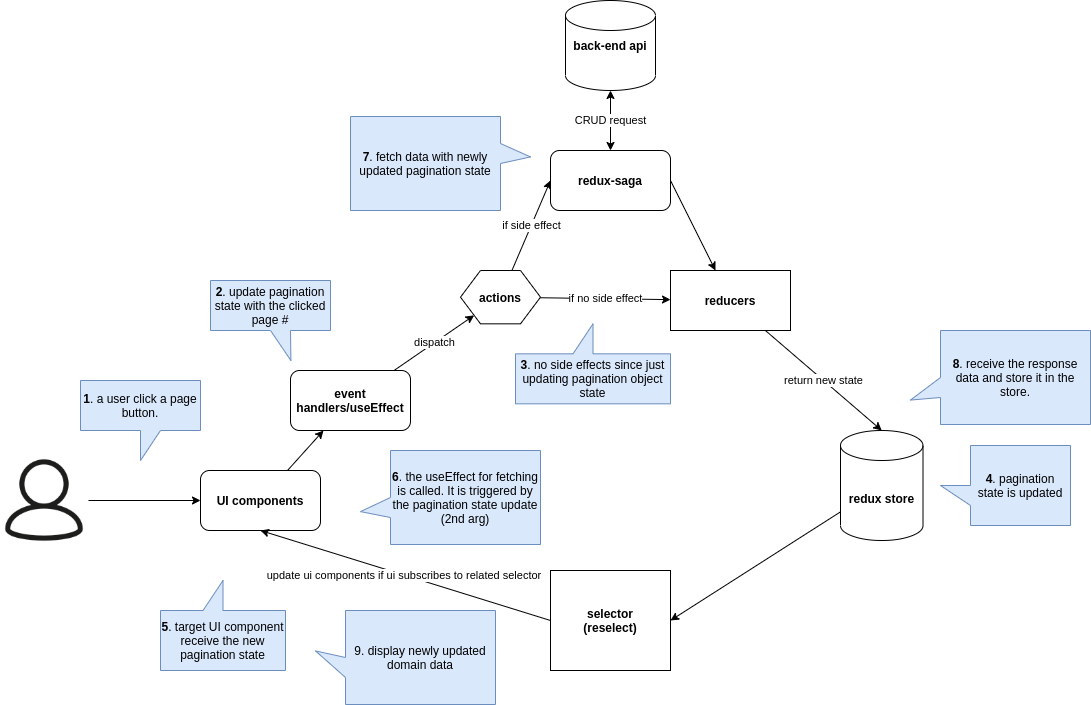 back-end api
CRUD request
7. fetch data with newly
updated pagination state
redux-saga
if side effect
2. update pagination
state with the clicked
page #
actions
if no side effect
reducers
dispatch
3. no side effects since just
updating pagination object
state
return new state
8. receive the response
data and store it in the
store.
1. a user click a page
button.
event
handlers/useEffect
6. the useEffect for fetching
is called. It is triggered by
the pagination state update
(2nd arg)
UI components
redux store
4. pagination
state is updated
update ui components if ui subscribes to related selector
5. target UI component
receive the new
pagination state
9. display newly updated
domain data
selector
(reselect)